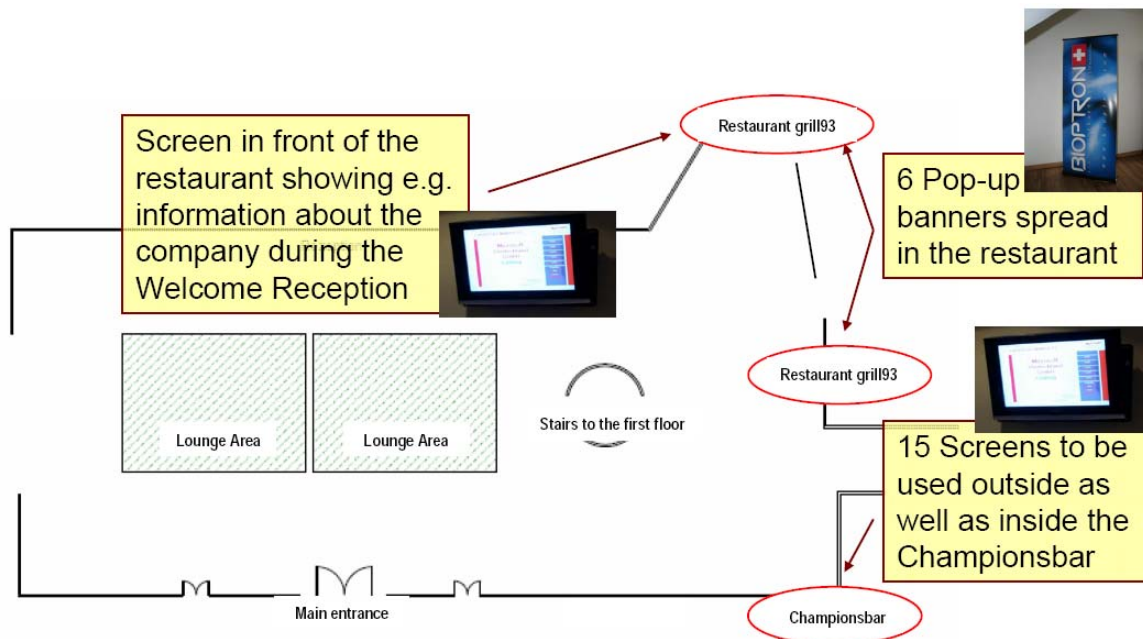 Restaurant grill93
BIOPTRON
Screen in front of the
restaurant showing e.g.
information about the
company during the
Welcome Reception
6 Pop-up
banners spread
in the restaurant
Restaurant grill93
Lounge Area
Lounge Area
Stairs to the first floor
15 Screens to be
used outside as
well as inside the
Championsbar
Main entrance
Championsbar